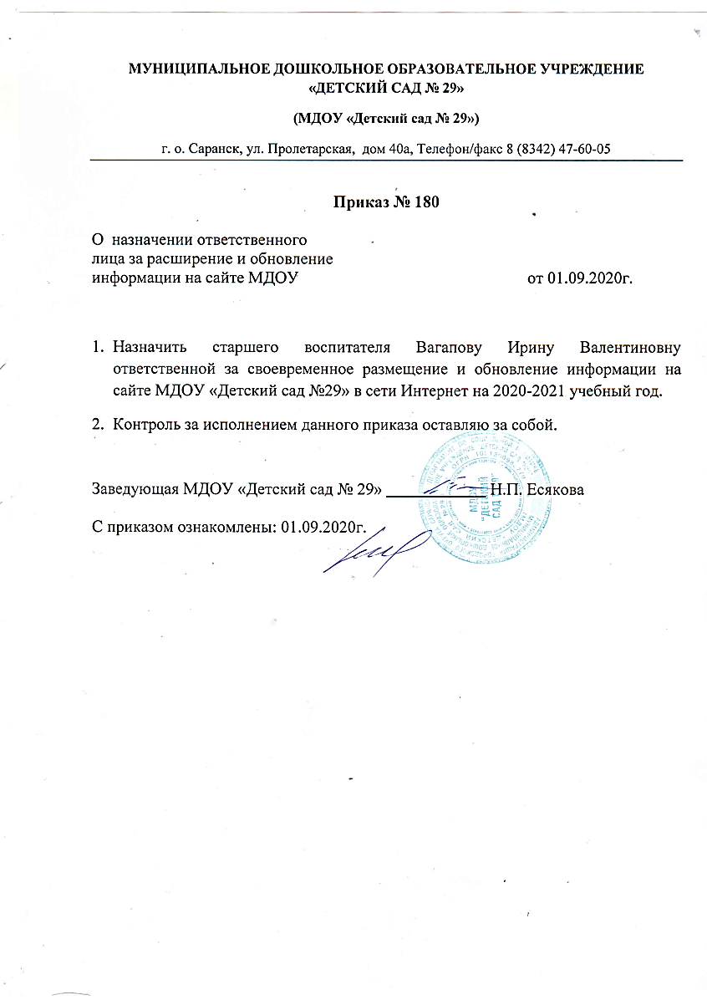 МУНИЦИПАЛЬНОЕ ДОШКОЛЬНОЕ ОБРАЗОВАТЕЛЬНОЕ УЧРЕЖДЕНИЕ
«ДЕТСКИЙ САД № 29»
(МДОУ «Детский сад № 29»)
г. о. Саранск, ул. Пролетарская, дом 40а, Телефон/факс 8 (8342) 47-60-05
Приказ № 180
О назначении ответственного
лица за расширение и обновление
информации на сайте МДОУ от 01.09.2020г.
1. Назначить старшего воспитателя Вагапову Ирину Валентиновну
ответственной за своевременное размещение и обновление информации на
сайте МДОУ «Детский сад №29» в сети Интернет на 2020-2021 учебный год.
2. Контроль за исполнением данного приказа оставляю за собой.
Заведующая МДОУ «Детский сад № 29» ____________ Н.П. Есякова
С приказом ознакомлены: 01.09.2020г.
МДОУ
"ДЕТСКИЙ
САД №29"